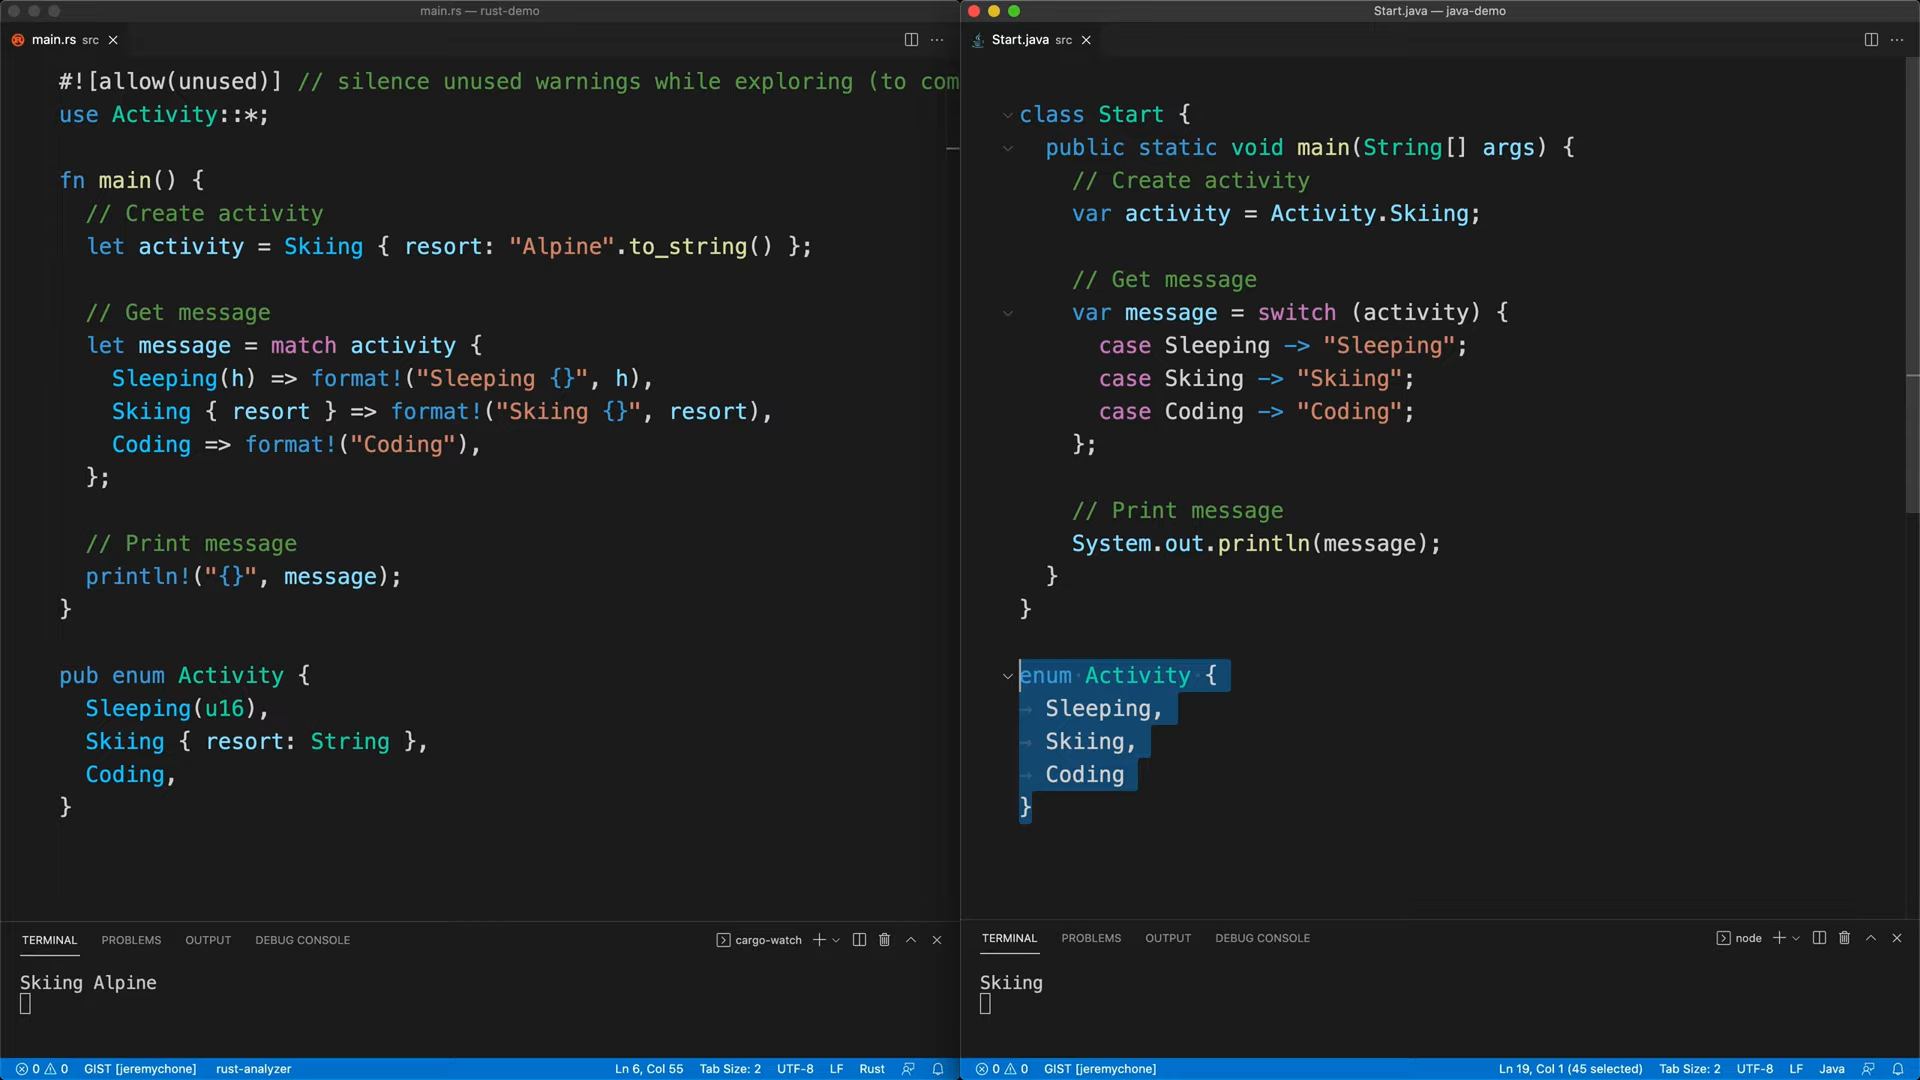 main.rs — rust-demo
main.rs src
#![allow(unused)] // silence unused warnings while exploring (to com
use Activity::*;
fn main() {
// Create activity
let activity = Skiing { resort: "Alpine".to_string() };
// Get message
let message = match activity {
Sleeping(h) => format!("Sleeping {}", h),
Skiing { resort } => format!("Skiing {}", resort),
Coding => format!("Coding"),
};
// Print message
println!("{}", message);
}
pub enum Activity {
Sleeping(u16),
Skiing { resort: String },
Coding,
}
TERMINAL PROBLEMS OUTPUT DEBUG CONSOLE cargo-watch
Skiing Alpine
0 0 GIST [jeremychone] rust-analyzer Ln 6, Col 55 Tab Size: 2 UTF-8 LF Rust
Start.java — java-demo
Start.java src
class Start {
public static void main(String[] args) {
// Create activity
var activity = Activity.Skiing;
// Get message
var message = switch (activity) {
case Sleeping -> "Sleeping";
case Skiing -> "Skiing";
case Coding -> "Coding";
};
// Print message
System.out.println(message);
}
}
enum Activity {
Sleeping,
Skiing,
Coding
}
TERMINAL PROBLEMS OUTPUT DEBUG CONSOLE node
Skiing
0 0 GIST [jeremychone] Ln 19, Col 1 (45 selected) Tab Size: 2 UTF-8 LF Java